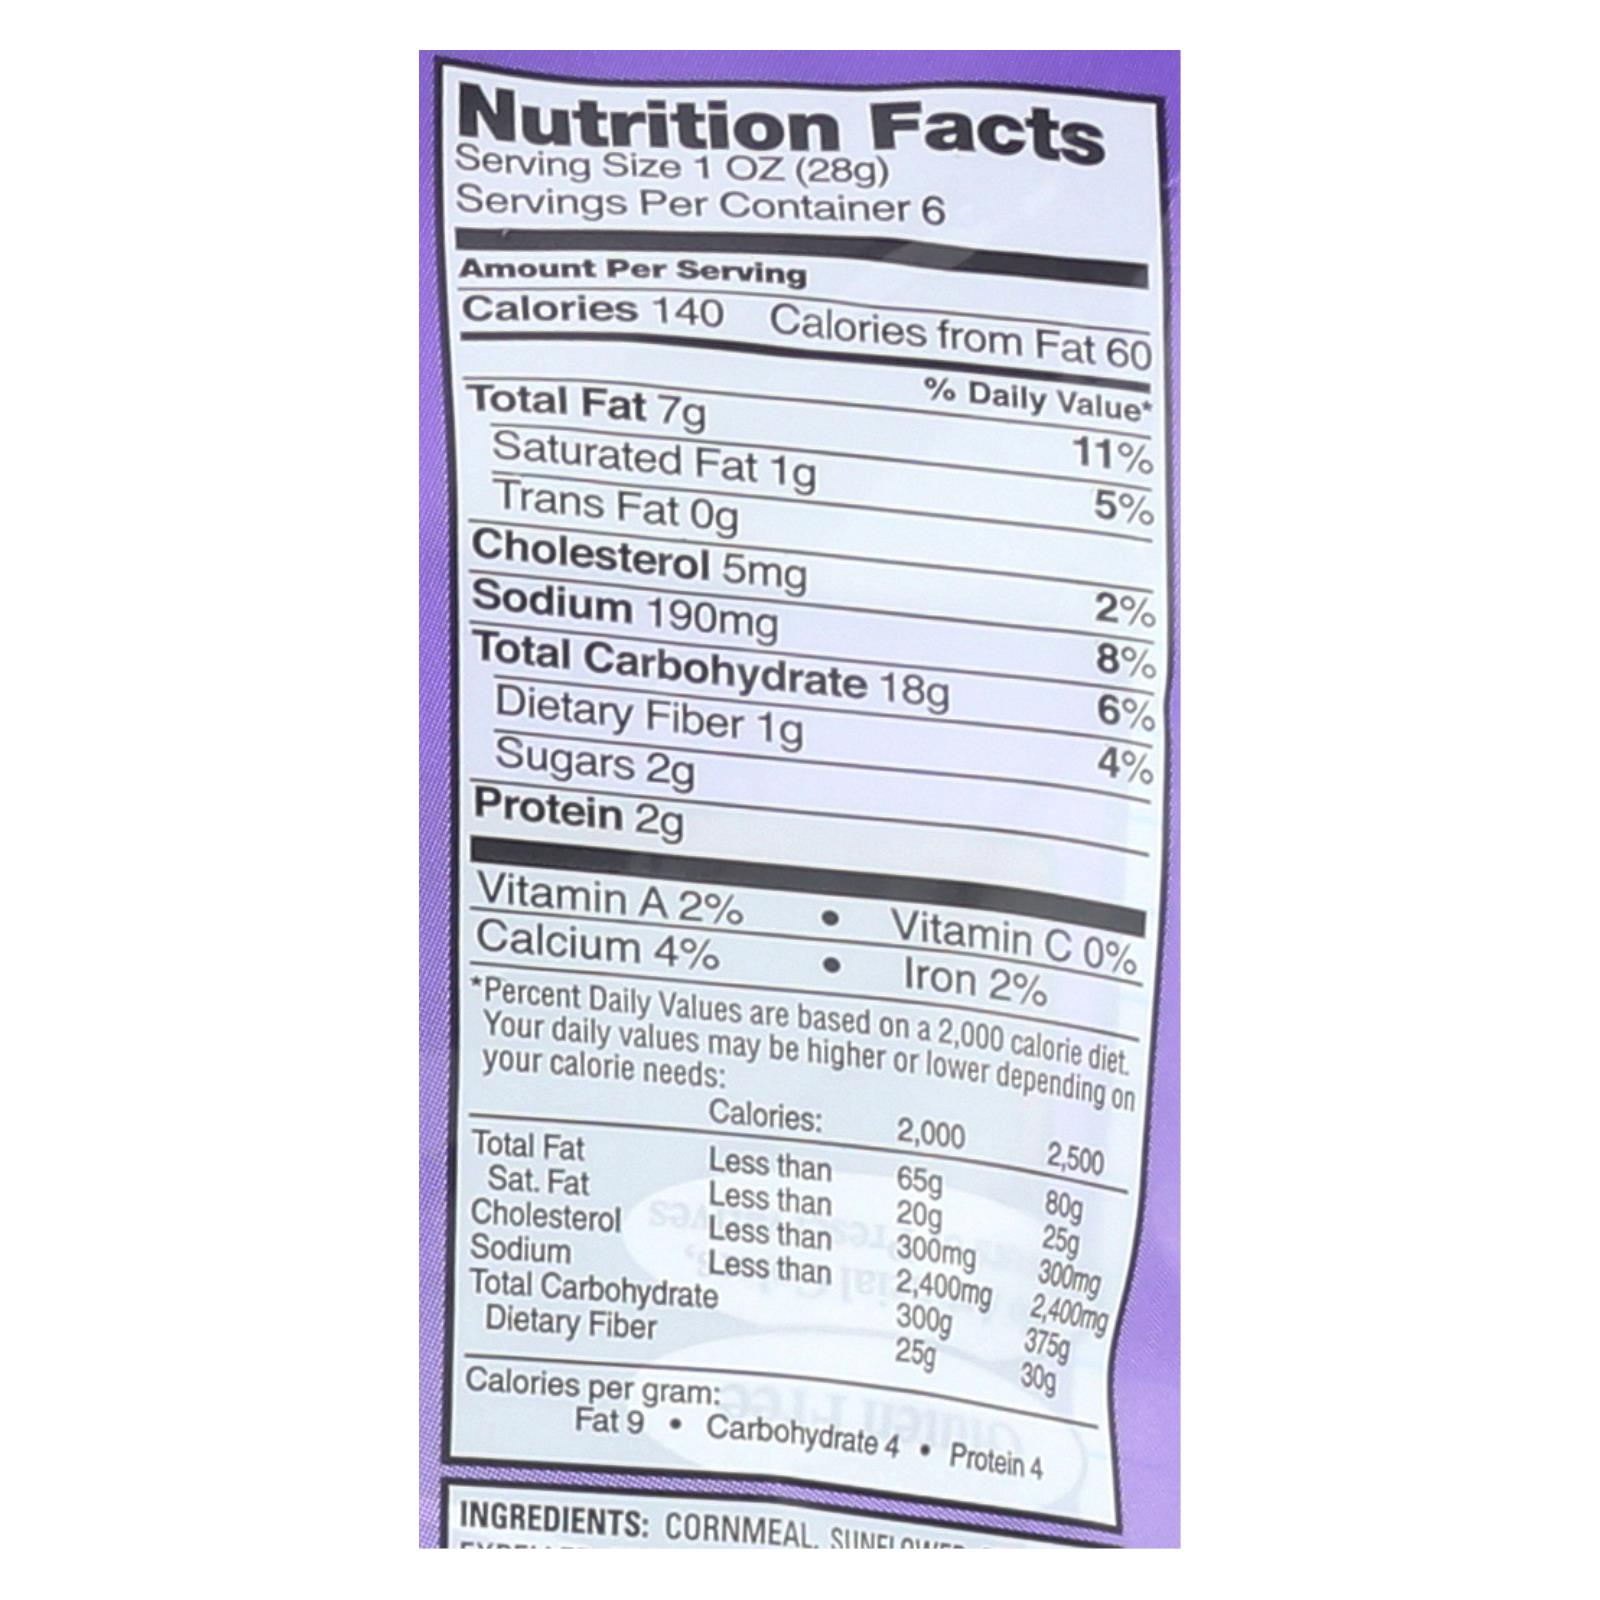 Nutrition Facts
Serving Size 1 OZ (28g)
Servings Per Container 6
Amount Per Serving
Calories 140 Calories from Fat 60
% Daily Value*
Total Fat 7g 11%
Saturated Fat 1g 5%
Trans Fat 0g
Cholesterol 5mg 2%
Sodium 190mg 8%
Total Carbohydrate 18g 6%
Dietary Fiber 1g 4%
Sugars 2g
Protein 2g
Vitamin A 2% • Vitamin C 0%
Calcium 4% • Iron 2%
*Percent Daily Values are based on a 2,000 calorie diet.
Your daily values may be higher or lower depending on
your calorie needs:
Calories: 2,000 2,500
Total Fat Less than 65g 80g
Sat. Fat Less than 20g 25g
Cholesterol Less than 300mg 300mg
Sodium Less than 2,400mg 2,400mg
Total Carbohydrate 300g 375g
Dietary Fiber 25g 30g
Calories per gram:
Fat 9 • Carbohydrate 4 • Protein 4
INGREDIENTS: CORNMEAL, SUNFLOWER